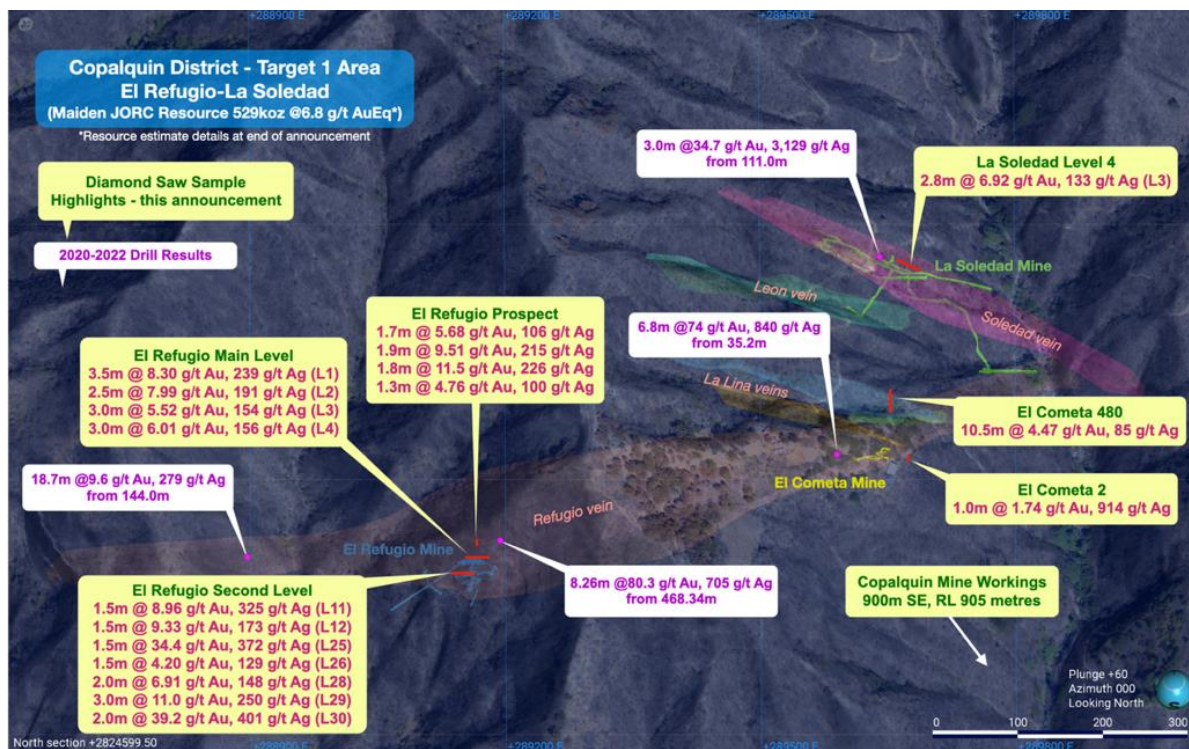 +288900 E
+289200 E
+289500 E
+289800 E
Copalquin District - Target 1 Area
El Refugio-La Soledad
(Maiden JORC Resource 529koz @6.8 g/t AuEq*)
*Resource estimate details at end of announcement
Diamond Saw Sample
Highlights - this announcement
2020-2022 Drill Results
3.0m @34.7 g/t Au, 3,129 g/t Ag
from 111.0m
La Soledad Level 4
2.8m @ 6.92 g/t Au, 133 g/t Ag (L3)
La Soledad Mine
Leon vein
Soledad vein
El Refugio Prospect
1.7m @ 5.68 g/t Au, 106 g/t Ag
1.9m @ 9.51 g/t Au, 215 g/t Ag
1.8m @ 11.5 g/t Au, 226 g/t Ag
1.3m @ 4.76 g/t Au, 100 g/t Ag
6.8m @74 g/t Au, 840 g/t Ag
from 35.2m
El Refugio Main Level
3.5m @ 8.30 g/t Au, 239 g/t Ag (L1)
2.5m @ 7.99 g/t Au, 191 g/t Ag (L2)
3.0m @ 5.52 g/t Au, 154 g/t Ag (L3)
3.0m @ 6.01 g/t Au, 156 g/t Ag (L4)
La Lina veins
El Cometa 480
10.5m @ 4.47 g/t Au, 85 g/t Ag
18.7m @9.6 g/t Au, 279 g/t Ag
from 144.0m
El Cometa Mine
El Cometa 2
1.0m @ 1.74 g/t Au, 914 g/t Ag
Refugio vein
El Refugio Mine
8.26m @80.3 g/t Au, 705 g/t Ag
from 468.34m
El Refugio Second Level
1.5m @ 8.96 g/t Au, 325 g/t Ag (L11)
1.5m @ 9.33 g/t Au, 173 g/t Ag (L12)
1.5m @ 34.4 g/t Au, 372 g/t Ag (L25)
1.5m @ 4.20 g/t Au, 129 g/t Ag (L26)
2.0m @ 6.91 g/t Au, 148 g/t Ag (L28)
3.0m @ 11.0 g/t Au, 250 g/t Ag (L29)
2.0m @ 39.2 g/t Au, 401 g/t Ag (L30)
Copalquin Mine Workings
900m SE, RL 905 metres
Plunge +60
Azimuth 000
Looking North
S
0 100 200 300
North section +2824599.50
+288900 E
+289200 E
+289500 E
+289800 E